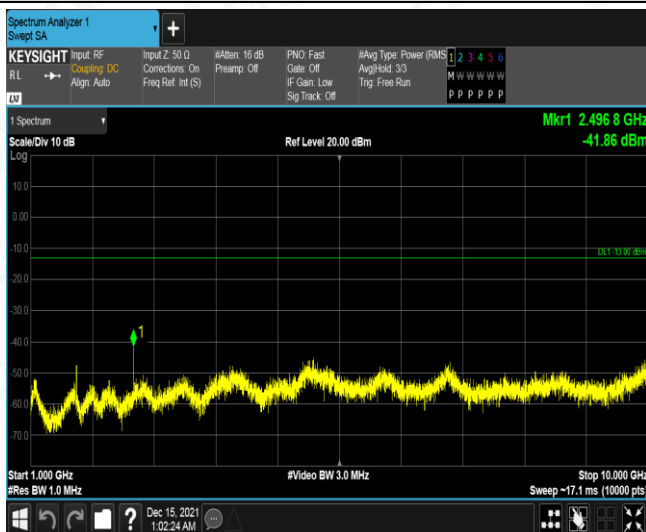 Spectrum Analyzer 1
Swept SA
+
KEYSIGHT
RL
LXI
Input: RF
Coupling: DC
Align: Auto
Input Z: 50 Ω
Corrections: On
Freq Ref: Int (S)
#Atten: 16 dB
Preamp: Off
PNO: Fast
Gate: Off
IF Gain: Low
Sig Track: Off
#Avg Type: Power (RMS
Avg|Hold: 3/3
Trig: Free Run
1 2 3 4 5 6
M W W W W W
P P P P P P
1 Spectrum
Mkr1 2.496 8 GHz
Scale/Div 10 dB
Ref Level 20.00 dBm
-41.86 dBm
Log
10.0
0.00
-10.0
DL1 -13.00 dBm
-20.0
-30.0
1
-40.0
-50.0
-60.0
-70.0
Start 1.000 GHz
#Video BW 3.0 MHz
Stop 10.000 GHz
#Res BW 1.0 MHz
Sweep ~17.1 ms (10000 pts)
?
Dec 15, 2021
1:02:24 AM